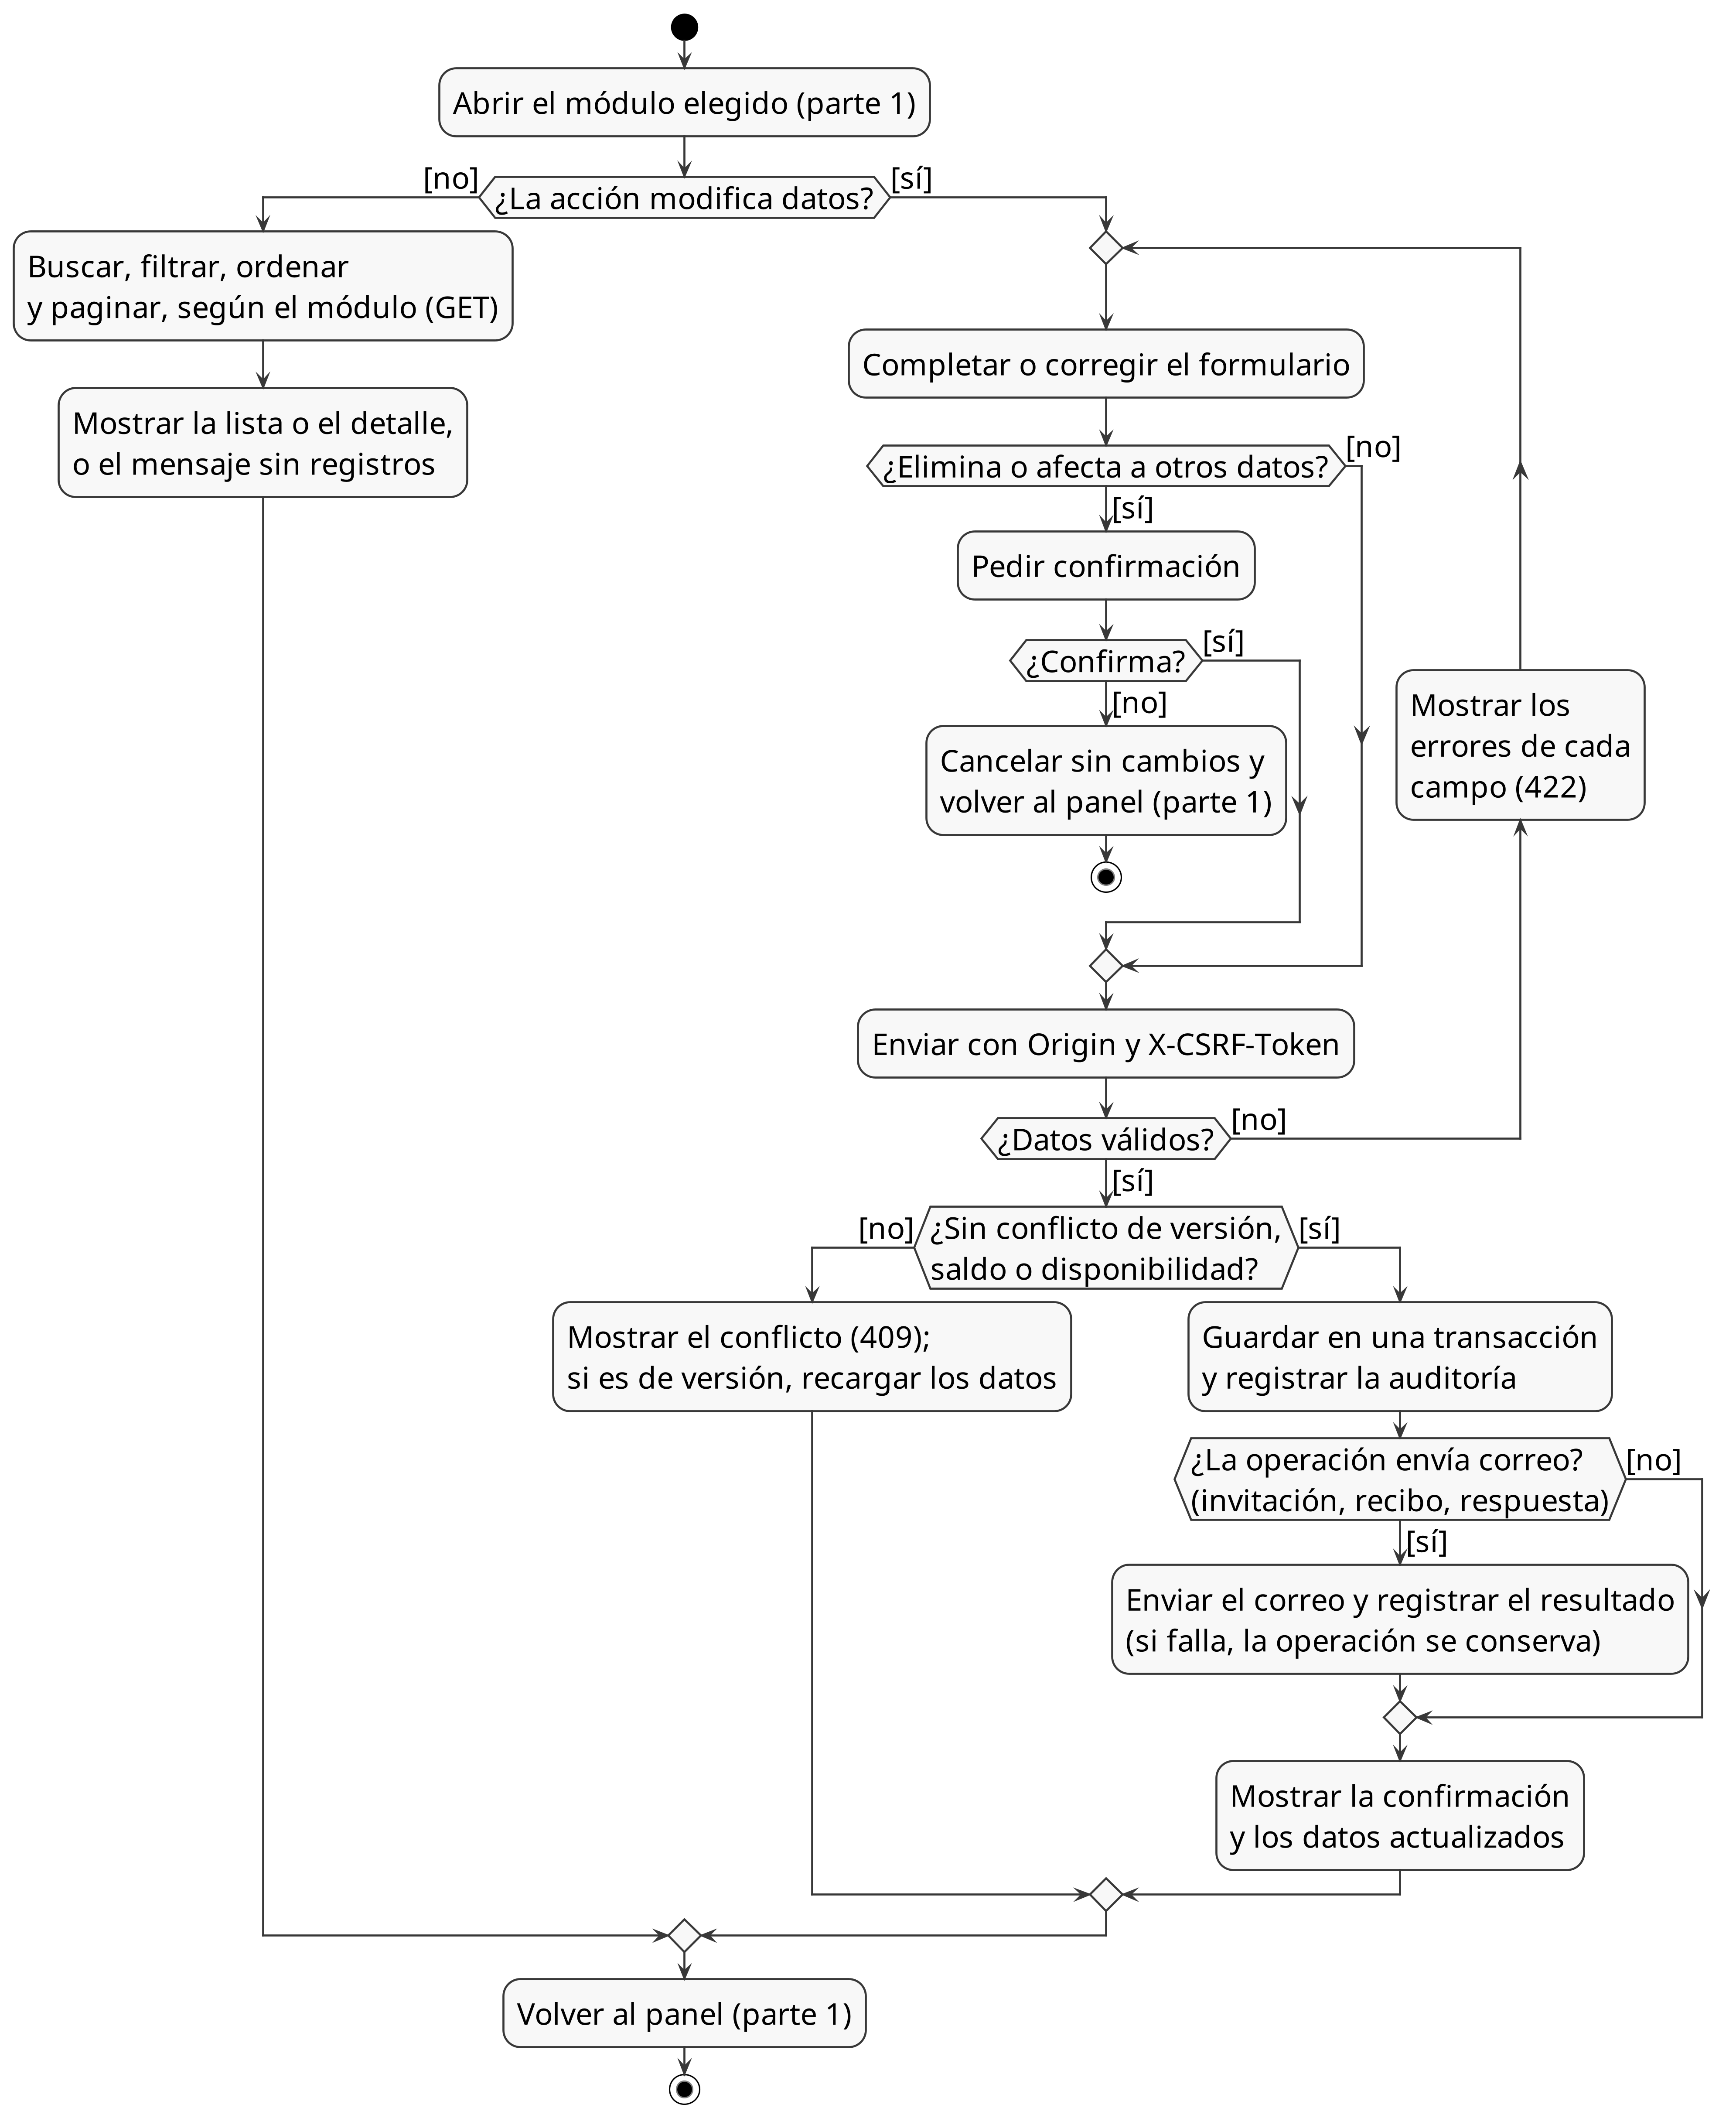 Abrir el módulo elegido (parte 1)
[no]
¿La acción modifica datos?
[sí]
Buscar, filtrar, ordenar
y paginar, según el módulo (GET)
Mostrar la lista o el detalle,
o el mensaje sin registros
Completar o corregir el formulario
¿Elimina o afecta a otros datos?
[no]
[sí]
Pedir confirmación
¿Confirma?
[sí]
[no]
Cancelar sin cambios y
volver al panel (parte 1)
Mostrar los
errores de cada
campo (422)
Enviar con Origin y X-CSRF-Token
¿Datos válidos?
[no]
[sí]
[no]
¿Sin conflicto de versión,
saldo o disponibilidad?
[sí]
Mostrar el conflicto (409);
si es de versión, recargar los datos
Guardar en una transacción
y registrar la auditoría
¿La operación envía correo?
(invitación, recibo, respuesta)
[no]
[sí]
Enviar el correo y registrar el resultado
(si falla, la operación se conserva)
Mostrar la confirmación
y los datos actualizados
Volver al panel (parte 1)